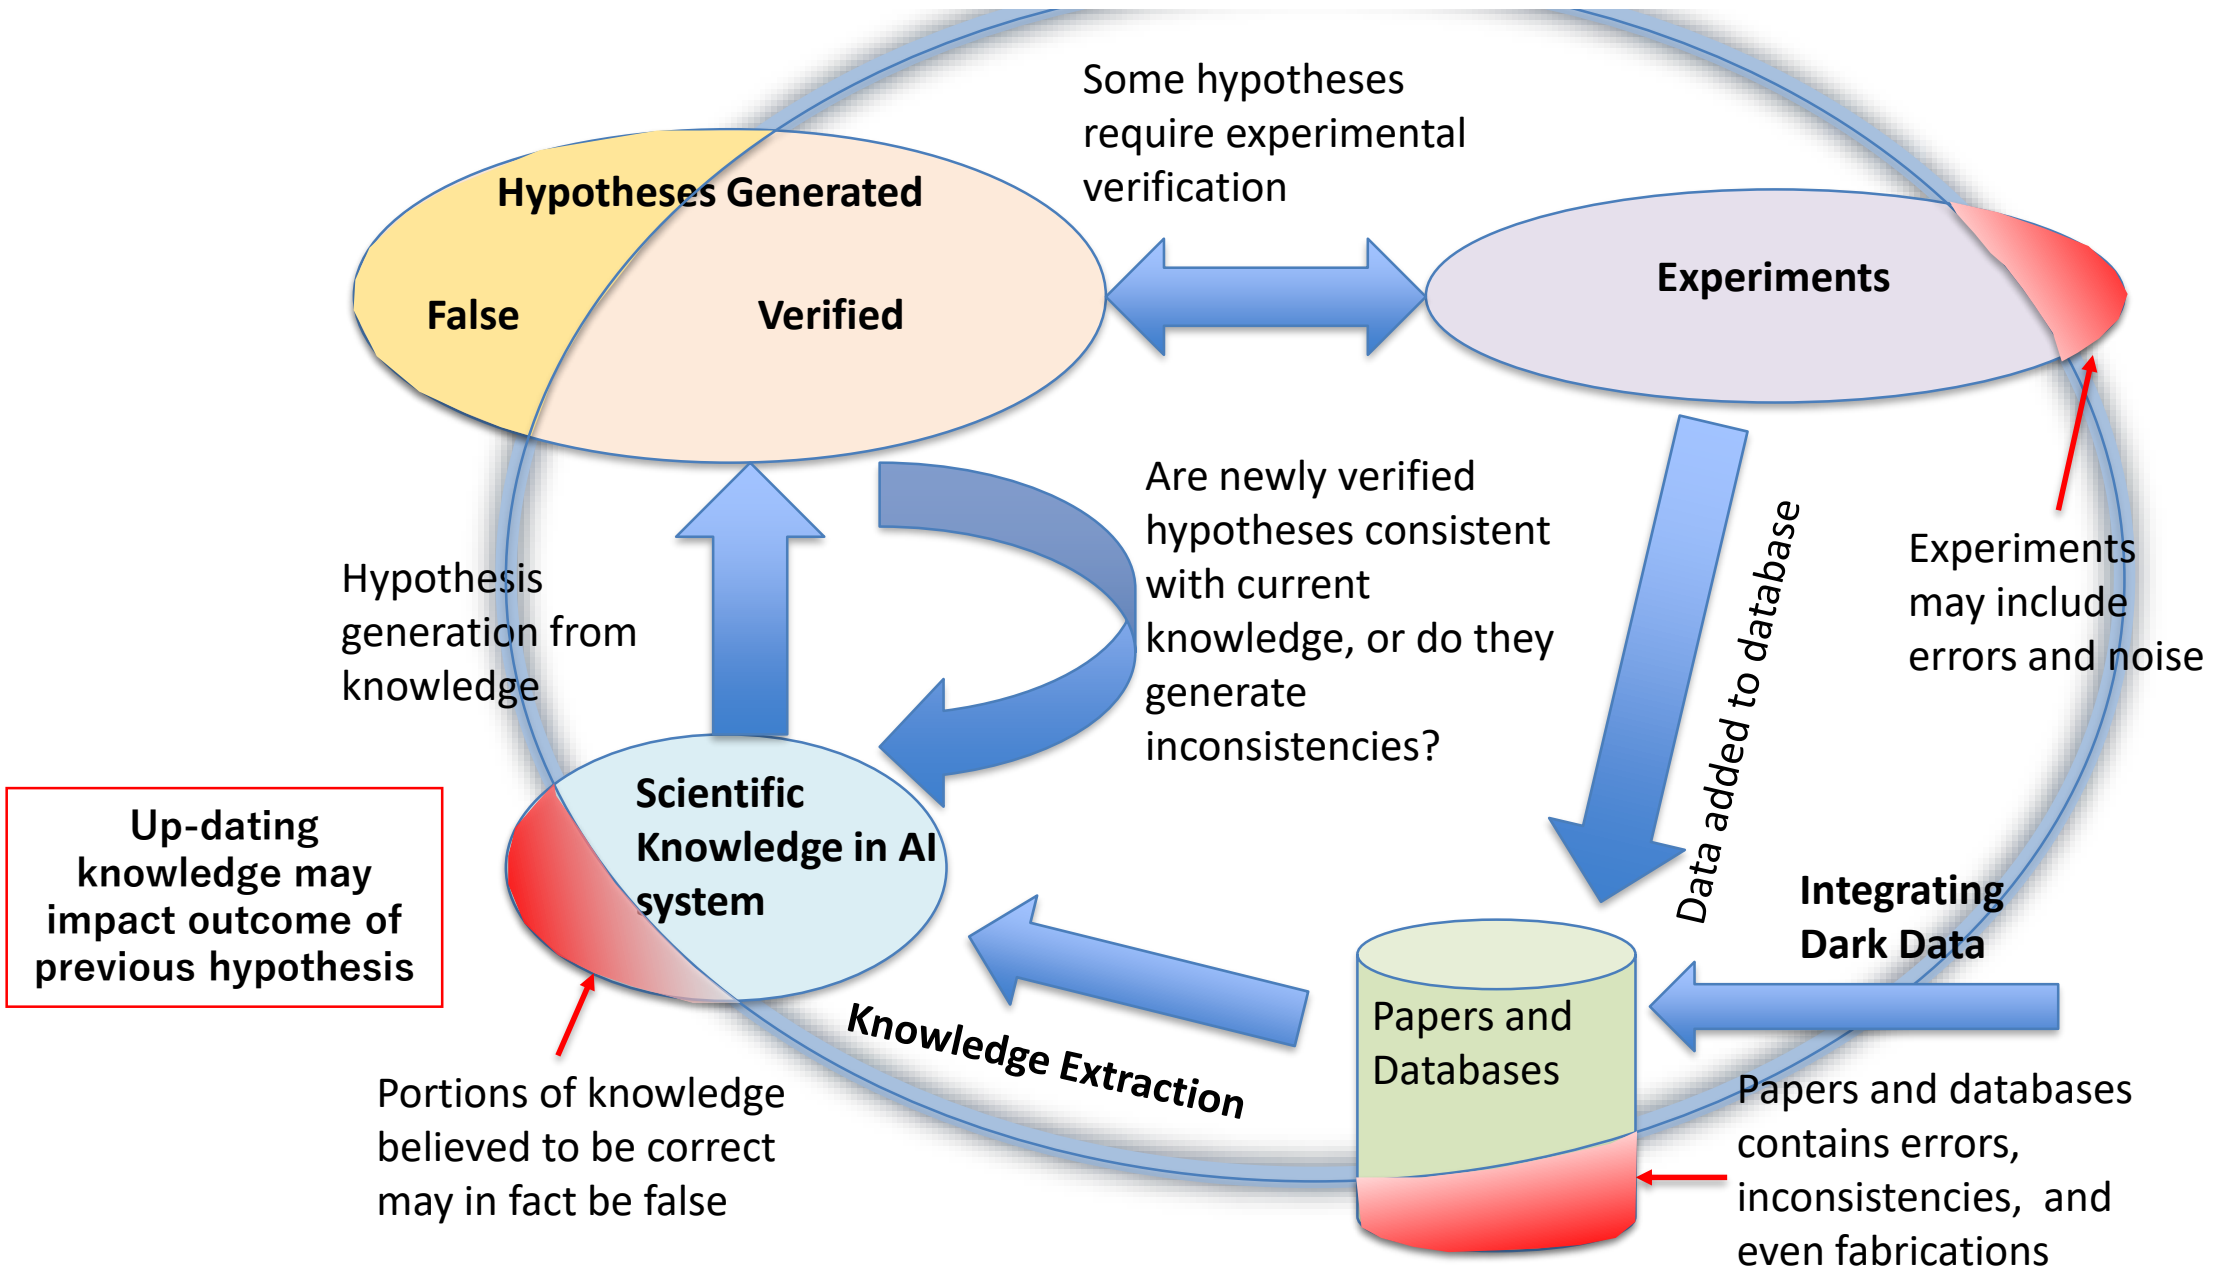 Some hypotheses
require experimental
verification
Hypotheses Generated
False
Verified
Experiments
Are newly verified
hypotheses consistent
with current
knowledge, or do they
generate
inconsistencies?
Hypothesis
generation from
knowledge
Data added to database
Experiments
may include
errors and noise
Up-dating
knowledge may
impact outcome of
previous hypothesis
Scientific
Knowledge in AI
system
Integrating
Dark Data
Knowledge Extraction
Papers and
Databases
Portions of knowledge
believed to be correct
may in fact be false
Papers and databases
contains errors,
inconsistencies, and
even fabrications